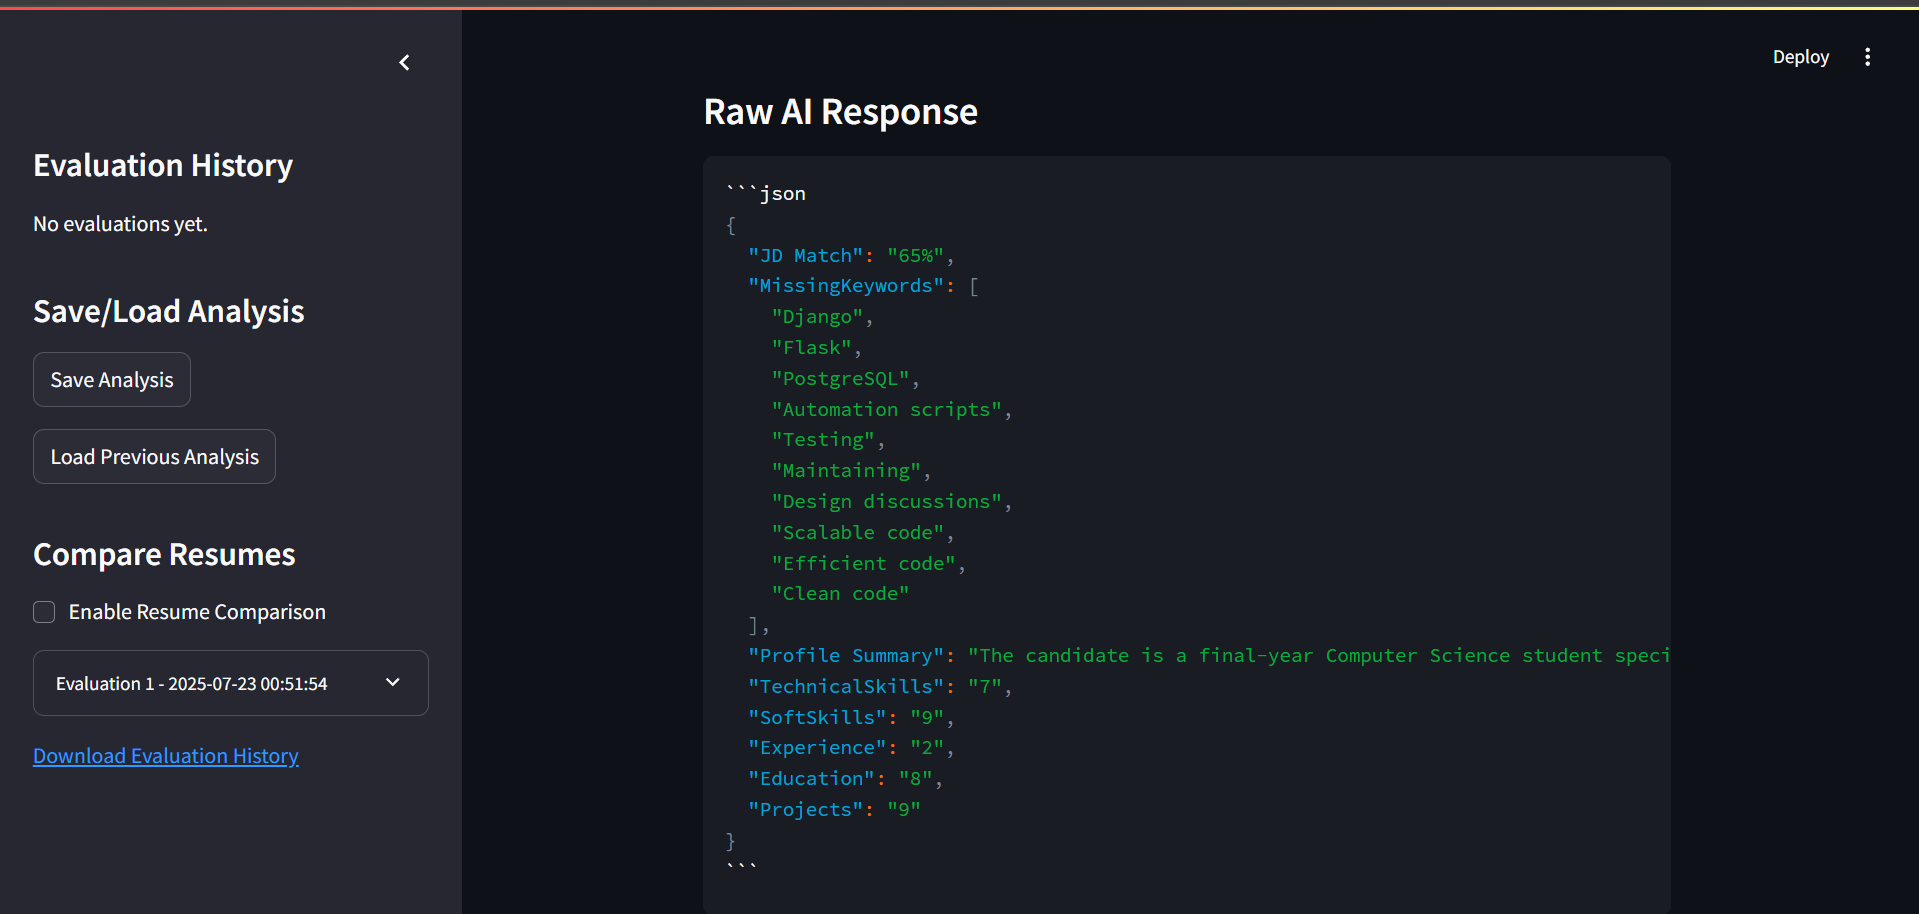 Deploy
Evaluation History
No evaluations yet.
Save/Load Analysis
Save Analysis
Load Previous Analysis
Compare Resumes
Enable Resume Comparison
Evaluation 1 - 2025-07-23 00:51:54
Download Evaluation History
Raw AI Response
```json
{
  "JD Match": "65%",
  "MissingKeywords": [
    "Django",
    "Flask",
    "PostgreSQL",
    "Automation scripts",
    "Testing",
    "Maintaining",
    "Design discussions",
    "Scalable code",
    "Efficient code",
    "Clean code"
  ],
  "Profile Summary": "The candidate is a final-year Computer Science student speci
  "TechnicalSkills": "7",
  "SoftSkills": "9",
  "Experience": "2",
  "Education": "8",
  "Projects": "9"
}
```